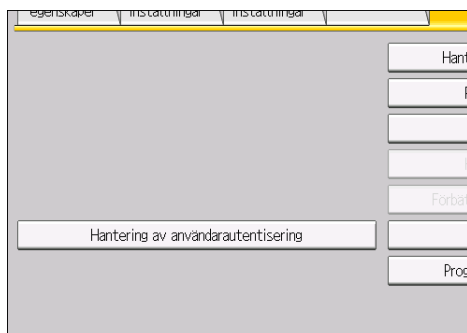 egenskaper inställningar inställningar
Hant
P
Förbät
Hantering av användarautentisering
Prog